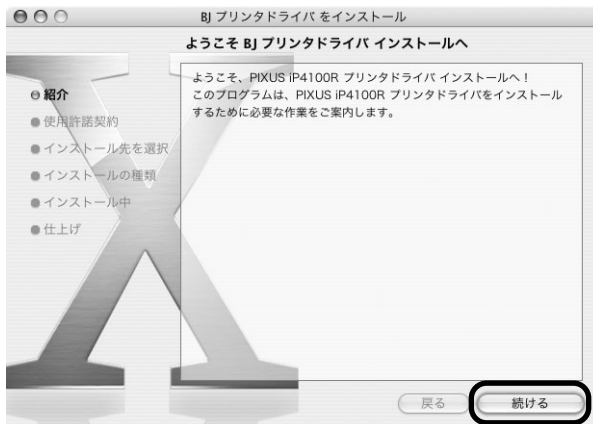 BJ プリンタドライバ をインストール
ようこそ BJ プリンタドライバ インストールへ
紹介
使用許諾契約
インストール先を選択
インストールの種類
インストール中
仕上げ
ようこそ、PIXUS iP4100R プリンタドライバ インストールへ！
このプログラムは、PIXUS iP4100R プリンタドライバをインストール
するために必要な作業をご案内します。
戻る
続ける